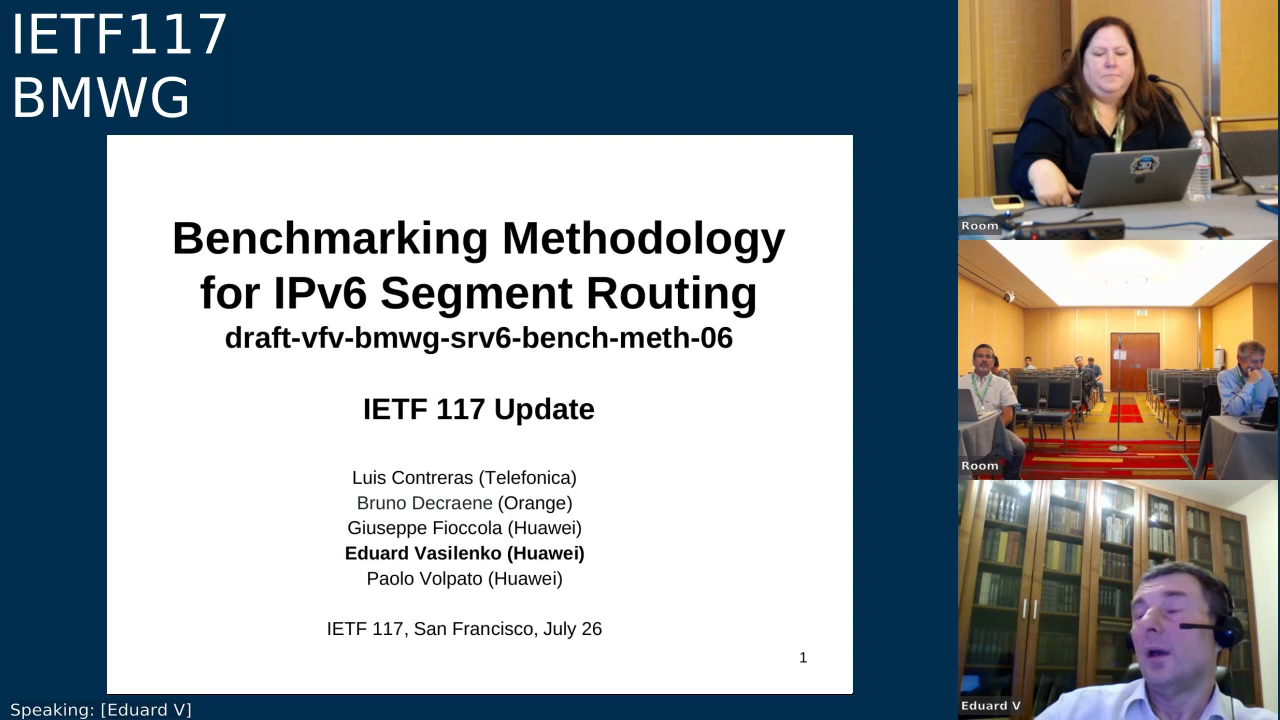 IETF117
BMWG
Benchmarking Methodology
for IPv6 Segment Routing
draft-vfv-bmwg-srv6-bench-meth-06
IETF 117 Update
Luis Contreras (Telefonica)
Bruno Decraene (Orange)
Giuseppe Fioccola (Huawei)
Eduard Vasilenko (Huawei)
Paolo Volpato (Huawei)
IETF 117, San Francisco, July 26
1
Speaking: [Eduard V]
Room
Room
Eduard V